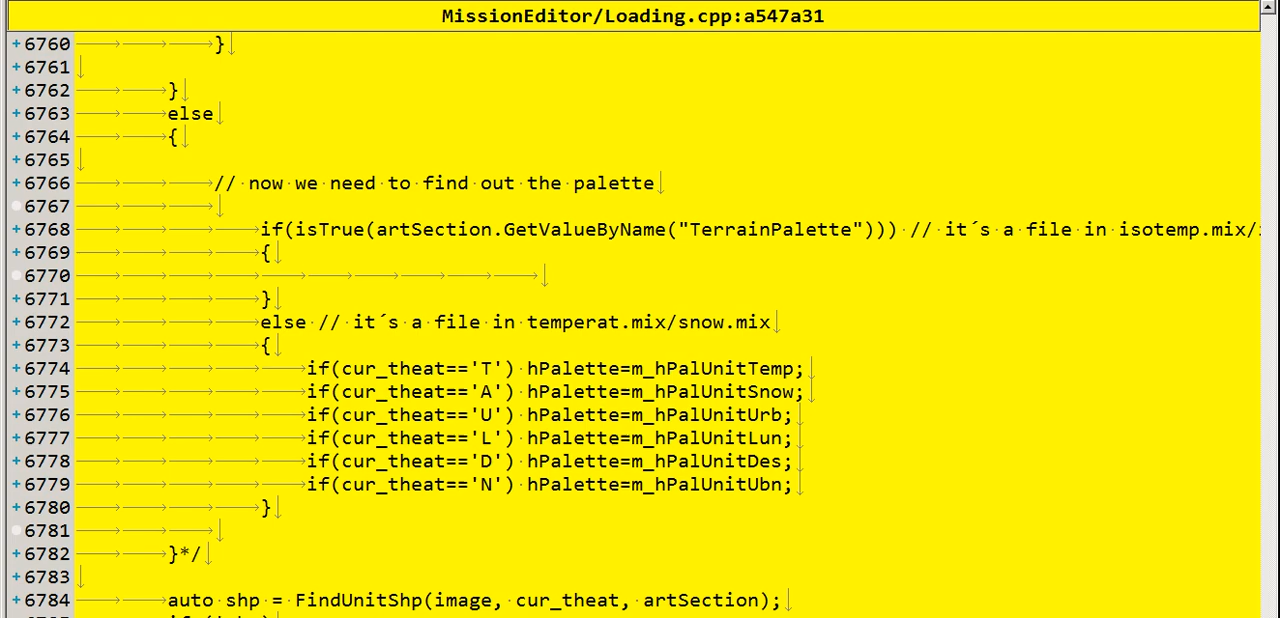 MissionEditor/Loading.cpp:a547a31
+6760 }
+6761
+6762 }
+6763 else
+6764 {
+6765
+6766 // now we need to find out the palette
6767
+6768 if(isTrue(artSection.GetValueByName("TerrainPalette"))) // it´s a file in isotemp.mix/
+6769 {
6770
+6771 }
+6772 else // it´s a file in temperat.mix/snow.mix
+6773 {
+6774 if(cur_theat=='T') hPalette=m_hPalUnitTemp;
+6775 if(cur_theat=='A') hPalette=m_hPalUnitSnow;
+6776 if(cur_theat=='U') hPalette=m_hPalUnitUrb;
+6777 if(cur_theat=='L') hPalette=m_hPalUnitLun;
+6778 if(cur_theat=='D') hPalette=m_hPalUnitDes;
+6779 if(cur_theat=='N') hPalette=m_hPalUnitUbn;
+6780 }
6781
+6782 }*/
+6783
+6784 auto shp = FindUnitShp(image, cur_theat, artSection);